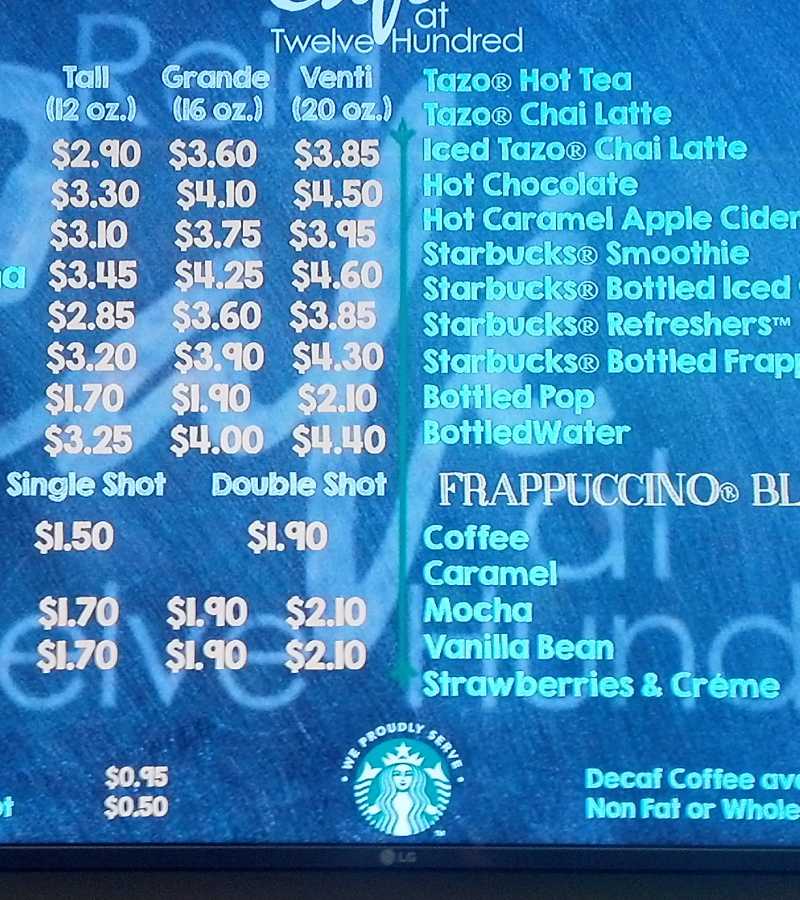 Café at
Twelve Hundred
Tall Grande Venti
(12 oz.) (16 oz.) (20 oz.)
$2.90 $3.60 $3.85
$3.30 $4.10 $4.50
$3.10 $3.75 $3.95
$3.45 $4.25 $4.60
$2.85 $3.60 $3.85
$3.20 $3.90 $4.30
$1.70 $1.90 $2.10
$3.25 $4.00 $4.40
Single Shot Double Shot
$1.50 $1.90
$1.70 $1.90 $2.10
$1.70 $1.90 $2.10
$0.95
$0.50
Tazo® Hot Tea
Tazo® Chai Latte
Iced Tazo® Chai Latte
Hot Chocolate
Hot Caramel Apple Cider
Starbucks® Smoothie
Starbucks® Bottled Iced
Starbucks® Refreshers™
Starbucks® Bottled Frapp
Bottled Pop
BottledWater
FRAPPUCCINO® BL
Coffee
Caramel
Mocha
Vanilla Bean
Strawberries & Créme
WE PROUDLY SERVE
TM
Decaf Coffee ava
Non Fat or Whole
LG